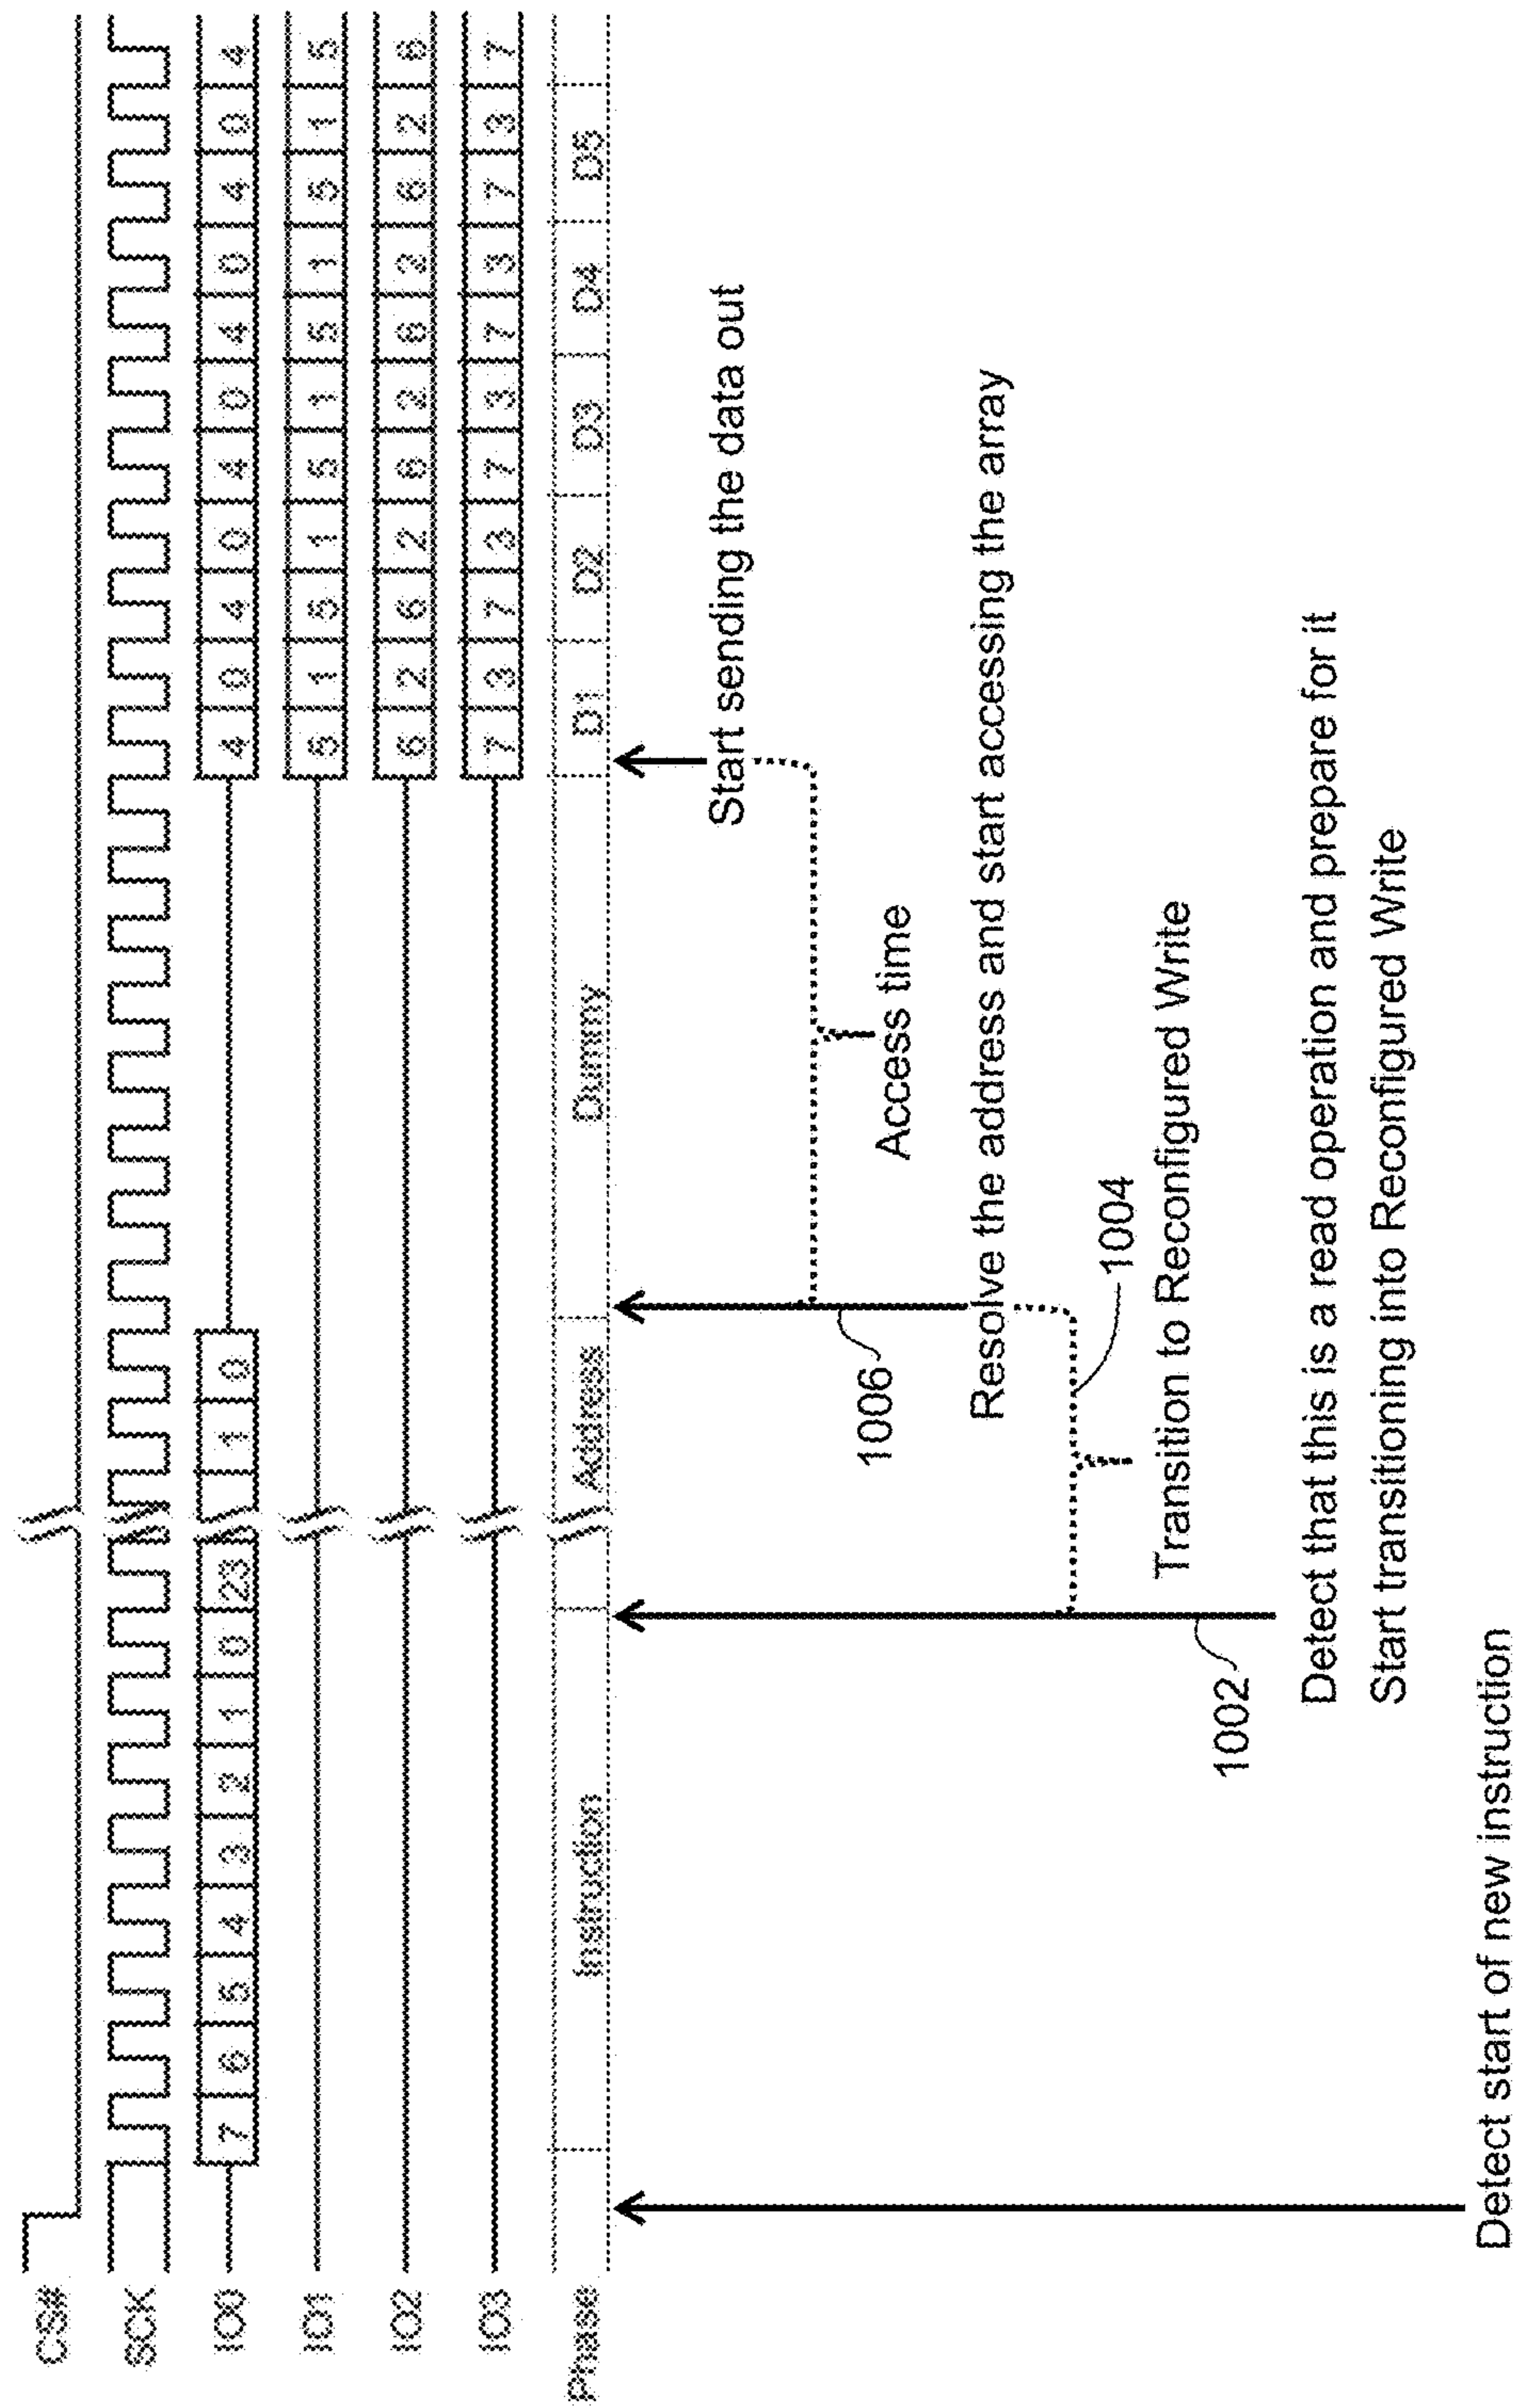 CS#
SCK
IO0 7 6 5 4 3 2 1 0 23 1 0 4 0 4 0 4 0 4 0 4 0 4
IO1 5 1 5 1 5 1 5 1 5 1 5
IO2 6 2 6 2 6 2 6 2 6 2 6
IO3 7 3 7 3 7 3 7 3 7 3 7
Phase Instruction Address Dummy D1 D2 D3 D4 D5
Start sending the data out
Access time
1006
Resolve the address and start accessing the array
1004
Transition to Reconfigured Write
1002
Detect that this is a read operation and prepare for it
Start transitioning into Reconfigured Write
Detect start of new instruction